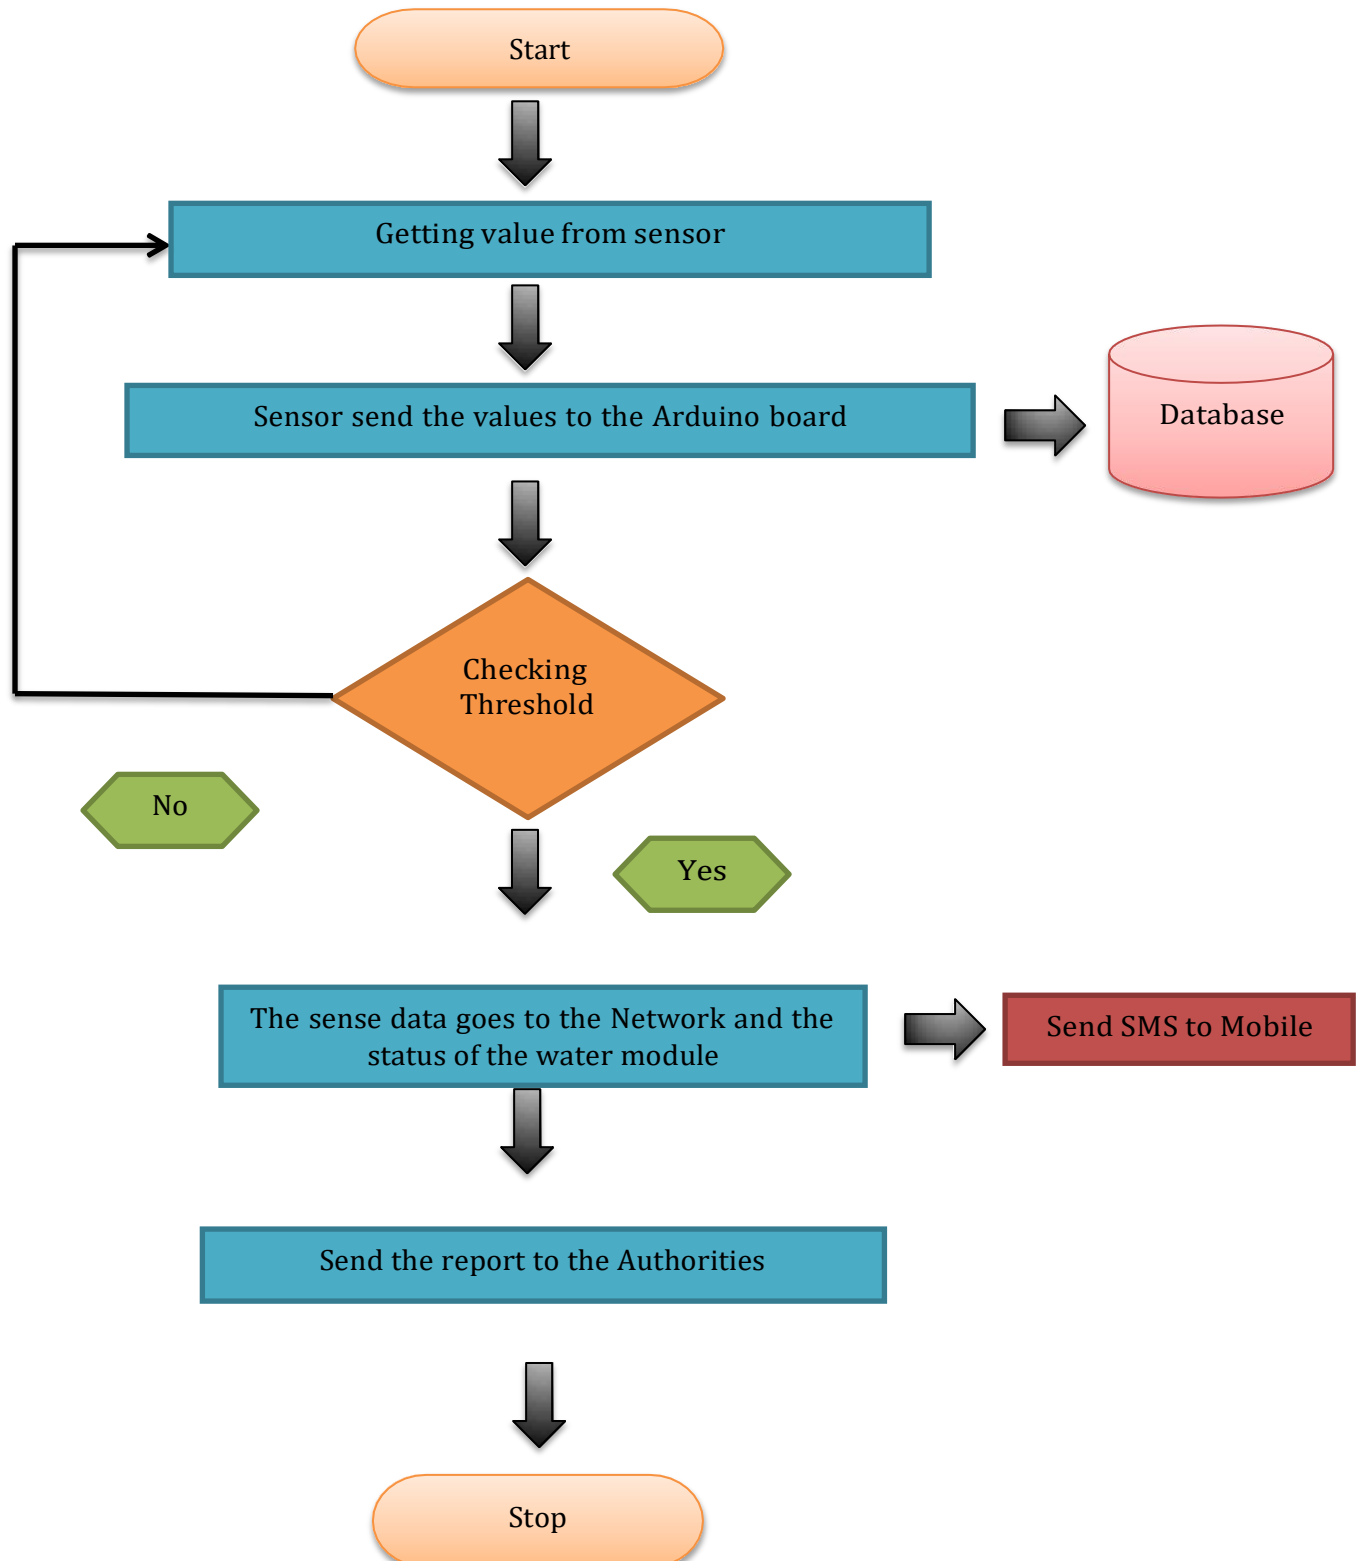 Start
Getting value from sensor
Sensor send the values to the Arduino board
Database
Checking
Threshold
No
Yes
The sense data goes to the Network and the
status of the water module
Send SMS to Mobile
Send the report to the Authorities
Stop